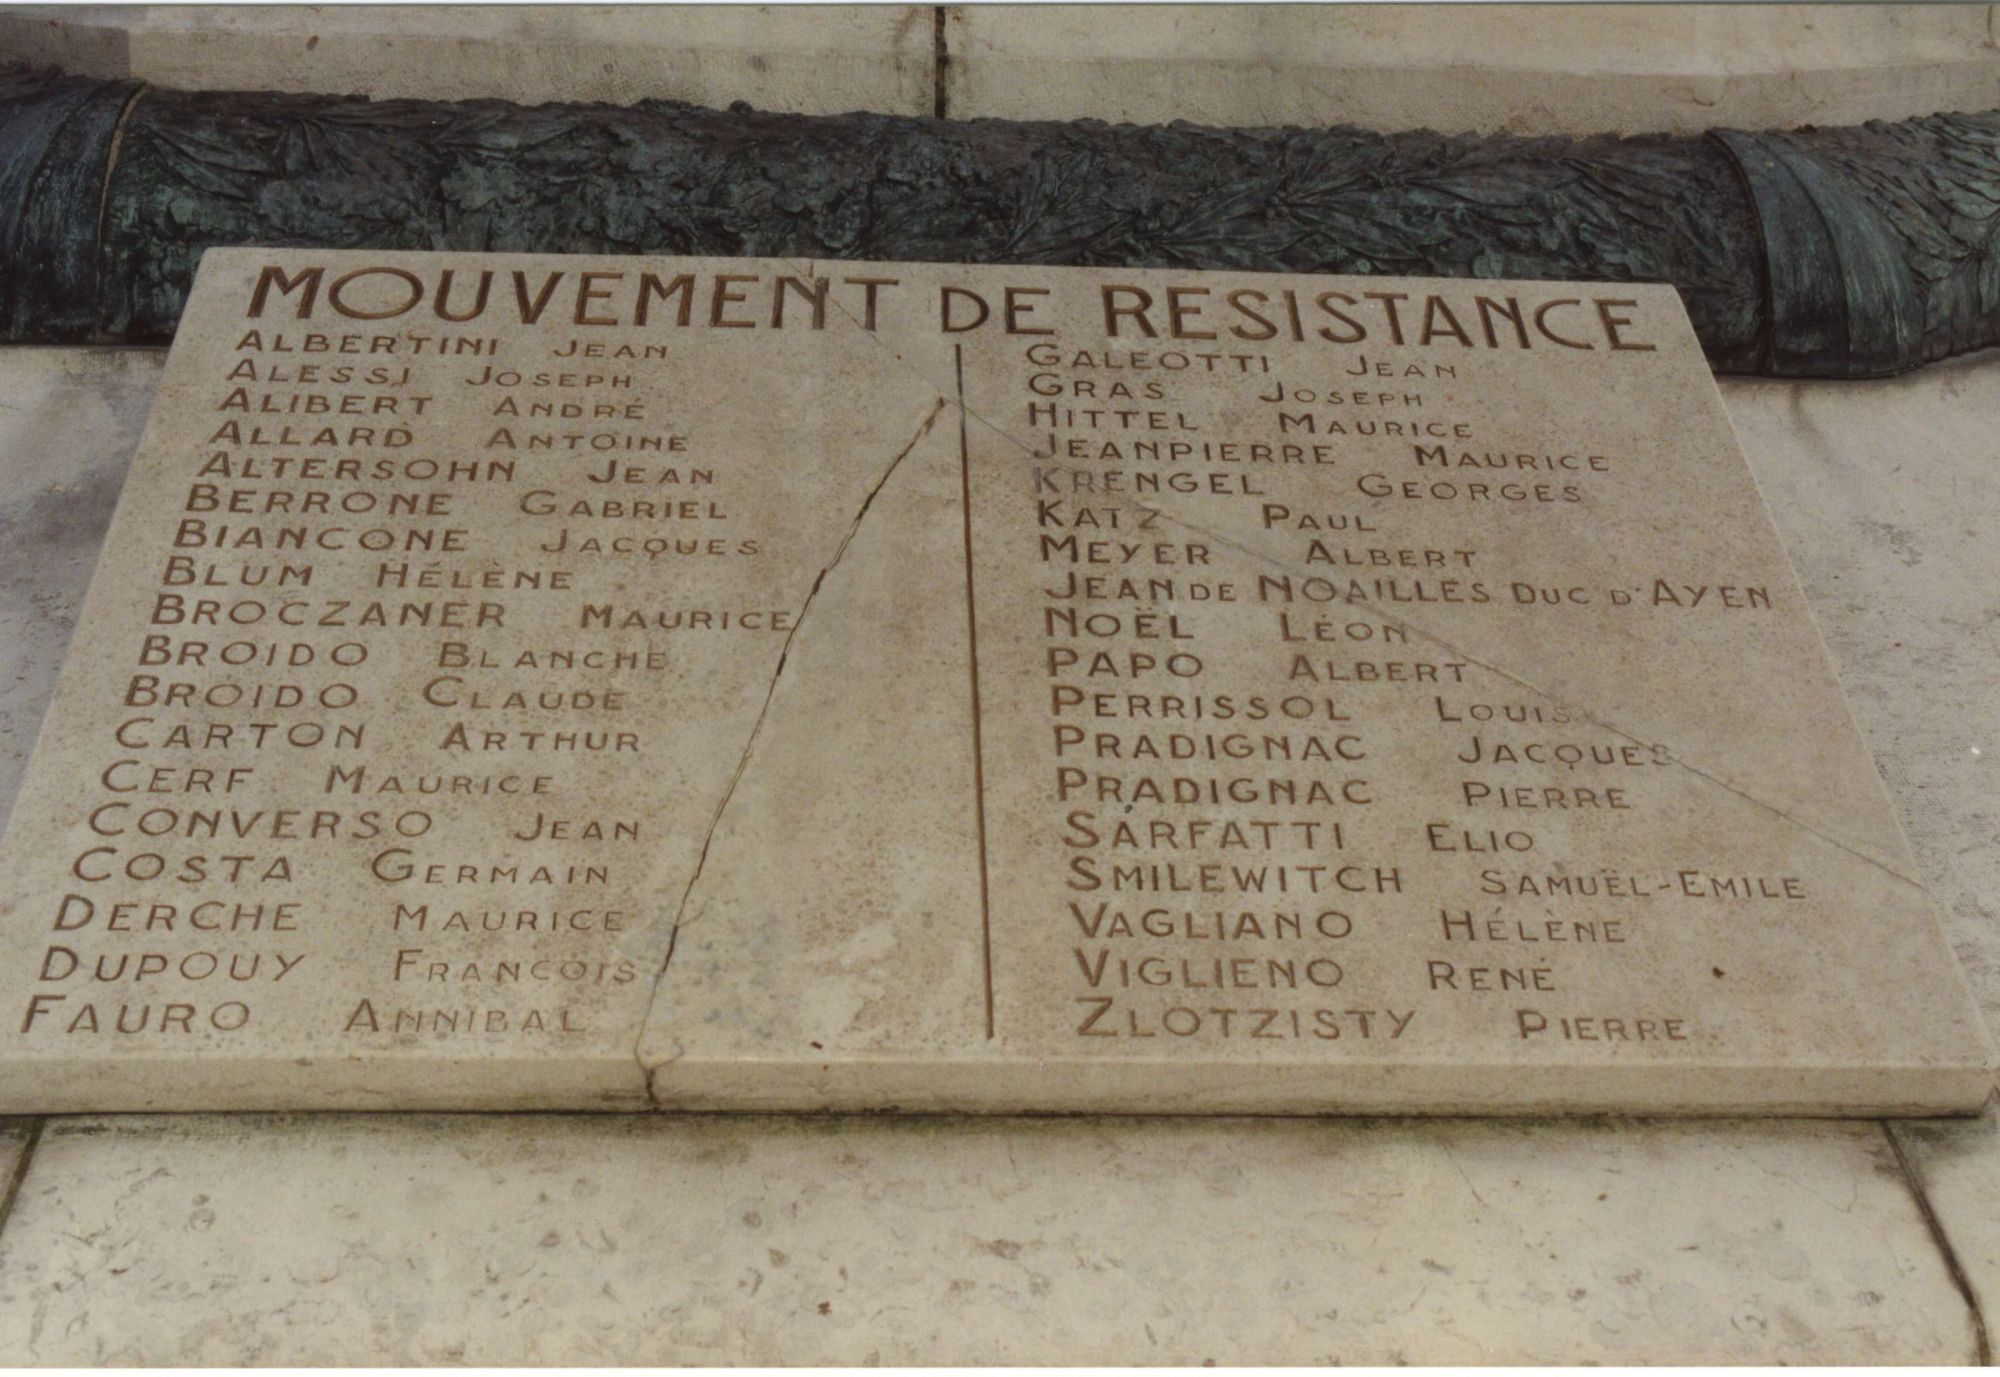 MOUVEMENT DE RESISTANCE
ALBERTINI JEAN
ALESSI JOSEPH
ALIBERT ANDRÉ
ALLARD ANTOINE
ALTERSOHN JEAN
BERRONE GABRIEL
BIANCONE JACQUES
BLUM HÉLÈNE
BROCZANER MAURICE
BROIDO BLANCHE
BROIDO CLAUDE
CARTON ARTHUR
CERF MAURICE
CONVERSO JEAN
COSTA GERMAIN
DERCHE MAURICE
DUPOUY FRANCOIS
FAURO ANNIBAL
GALEOTTI JEAN
GRAS JOSEPH
HITTEL MAURICE
JEANPIERRE MAURICE
KRENGEL GEORGES
KATZ PAUL
MEYER ALBERT
JEAN DE NOAILLES DUC D'AYEN
NOËL LÉON
PAPO ALBERT
PERRISSOL LOUIS
PRADIGNAC JACQUES
PRADIGNAC PIERRE
SARFATTI ELIO
SMILEWITCH SAMUËL-EMILE
VAGLIANO HÉLÈNE
VIGLIENO RENÉ
ZLOTZISTY PIERRE